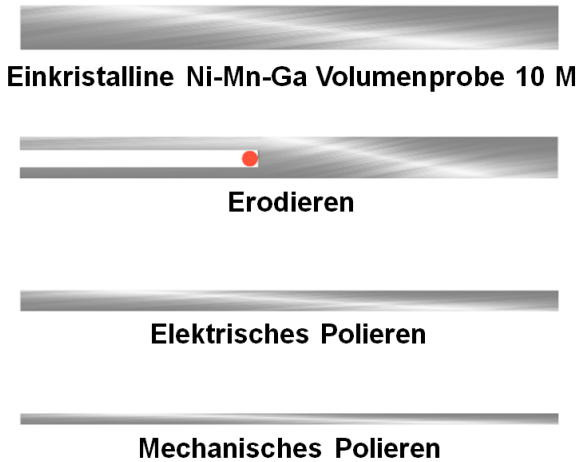 Einkristalline Ni-Mn-Ga Volumenprobe 10 M
Erodieren
Elektrisches Polieren
Mechanisches Polieren